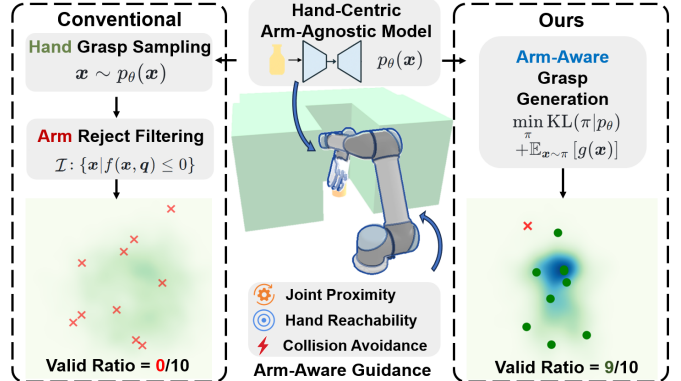 Conventional
Hand Grasp Sampling
x ∼ pθ(x)
Arm Reject Filtering
ℐ: {x|f(x, q) ≤ 0}
Valid Ratio = 0/10
Hand-Centric
Arm-Agnostic Model
pθ(x)
Joint Proximity
Hand Reachability
Collision Avoidance
Arm-Aware Guidance
Ours
Arm-Aware
Grasp
Generation
min KL(π|pθ)
π
+𝔼x∼π [g(x)]
Valid Ratio = 9/10